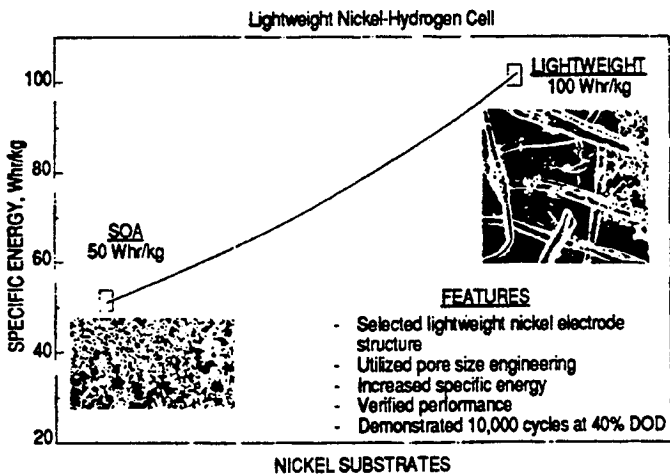 Lightweight Nickel-Hydrogen Cell
LIGHTWEIGHT
100 Whr/kg
SOA
50 Whr/kg
SPECIFIC ENERGY, Whr/kg
100
80
60
40
20
FEATURES
- Selected lightweight nickel electrode
structure
- Utilized pore size engineering
- Increased specific energy
- Verified performance
- Demonstrated 10,000 cycles at 40% DOD
NICKEL SUBSTRATES